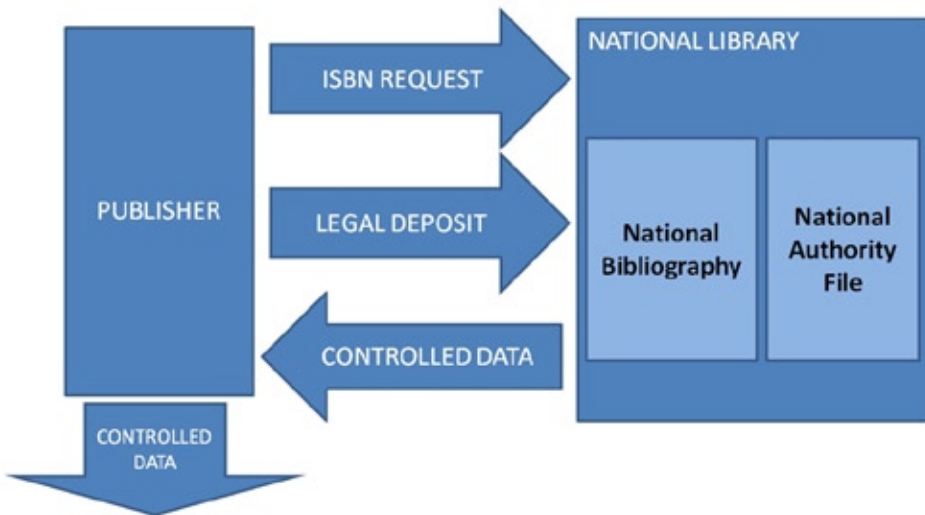 PUBLISHER
ISBN REQUEST
LEGAL DEPOSIT
CONTROLLED DATA
CONTROLLED
DATA
NATIONAL LIBRARY
National
Bibliography
National
Authority
File